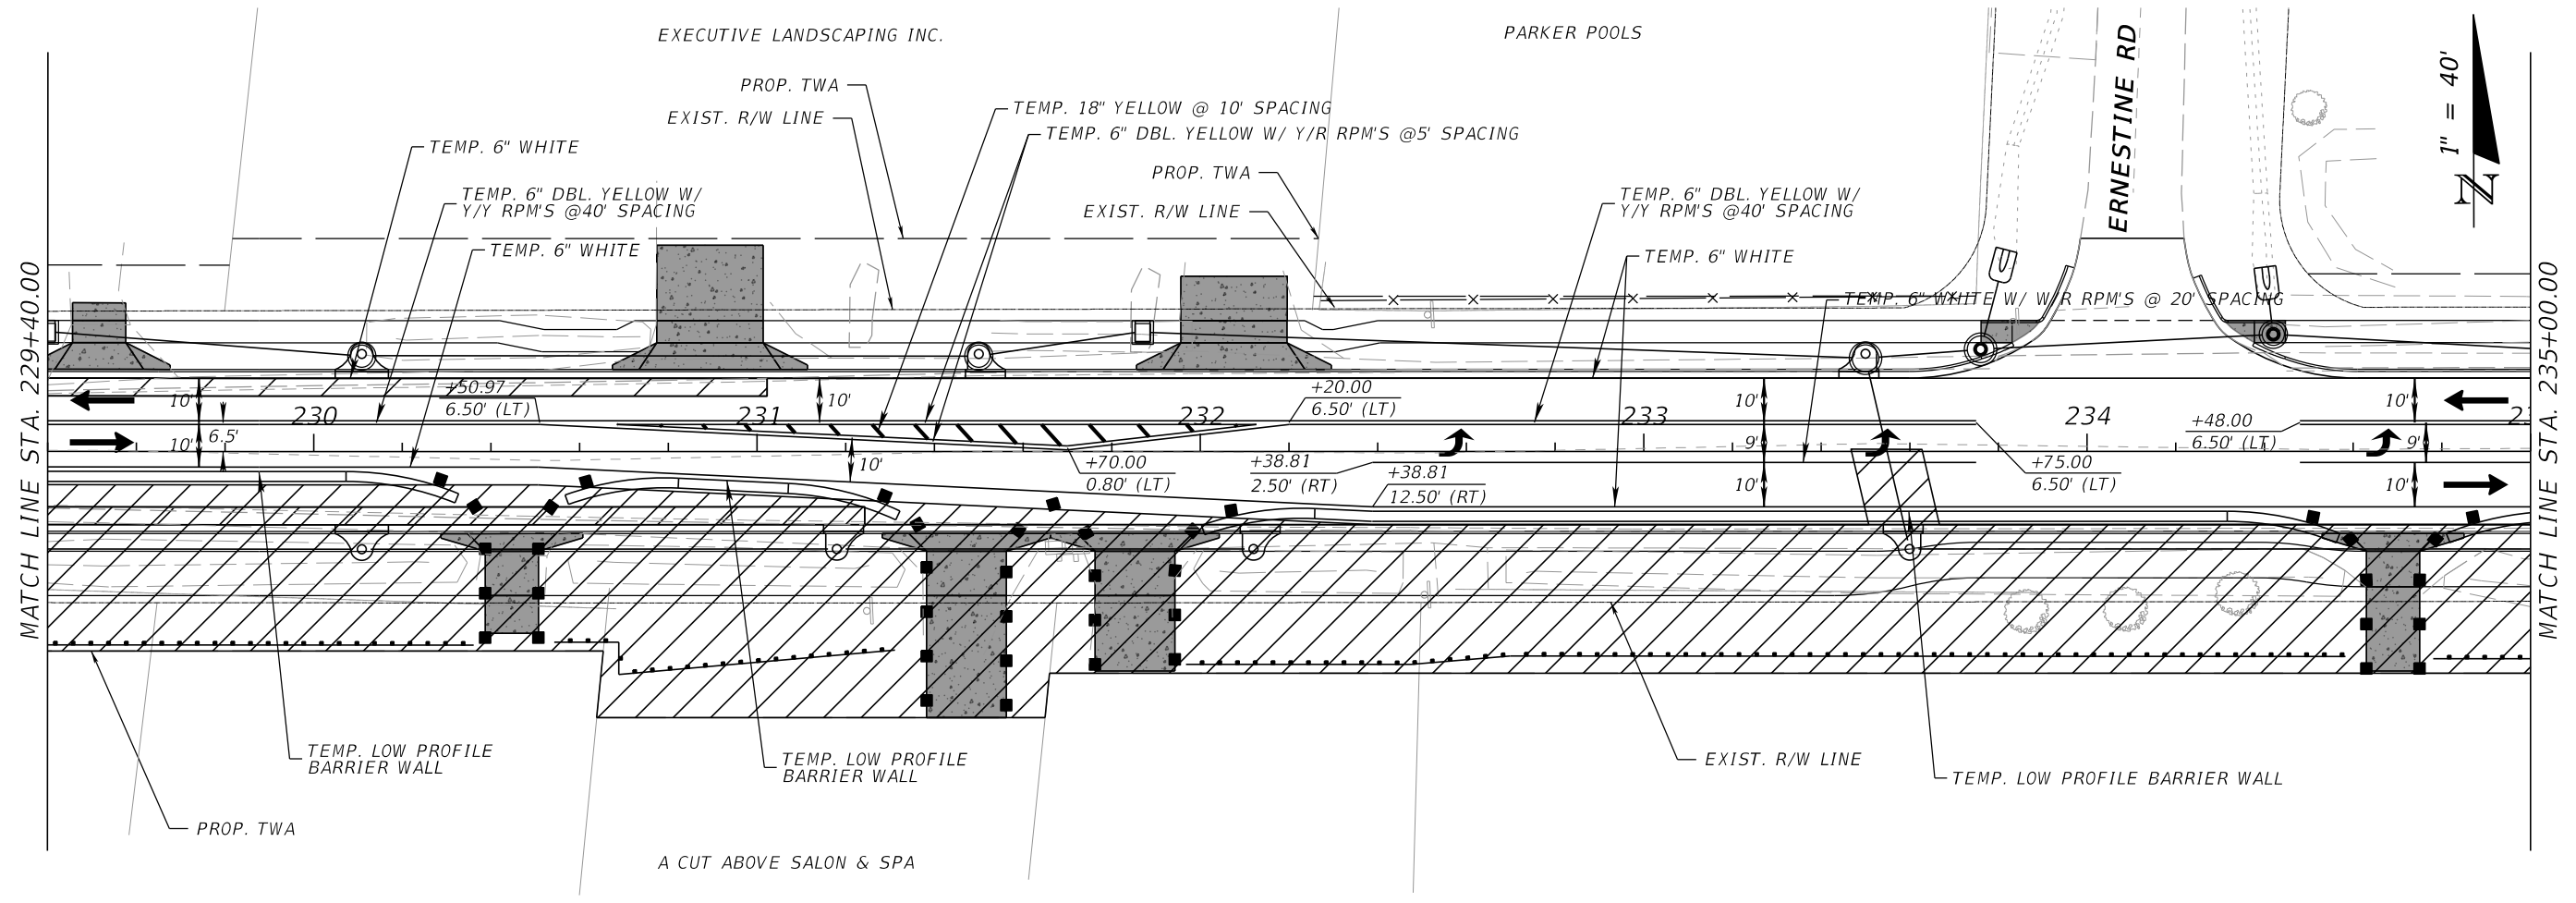 EXECUTIVE LANDSCAPING INC.
PARKER POOLS
ERNESTINE RD
1" = 40'
N
PROP. TWA
EXIST. R/W LINE
TEMP. 18" YELLOW @ 10' SPACING
TEMP. 6" DBL. YELLOW W/ Y/R RPM'S @5' SPACING
TEMP. 6" WHITE
PROP. TWA
EXIST. R/W LINE
TEMP. 6" DBL. YELLOW W/
Y/Y RPM'S @40' SPACING
TEMP. 6" DBL. YELLOW W/
Y/Y RPM'S @40' SPACING
TEMP. 6" WHITE
TEMP. 6" WHITE
TEMP. 6" WHITE W/ W/R RPM'S @ 20' SPACING
MATCH LINE STA. 229+40.00
MATCH LINE STA. 235+00.00
10'
+50.97
6.50' (LT)
10'
+20.00
6.50' (LT)
10'
10'
230
231
232
233
234
23
+48.00
6.50' (LT)
10'
6.5'
9'
9'
10'
+70.00
0.80' (LT)
+38.81
2.50' (RT)
+38.81
12.50' (RT)
+75.00
6.50' (LT)
10'
10'
TEMP. LOW PROFILE
BARRIER WALL
TEMP. LOW PROFILE
BARRIER WALL
EXIST. R/W LINE
TEMP. LOW PROFILE BARRIER WALL
PROP. TWA
A CUT ABOVE SALON & SPA